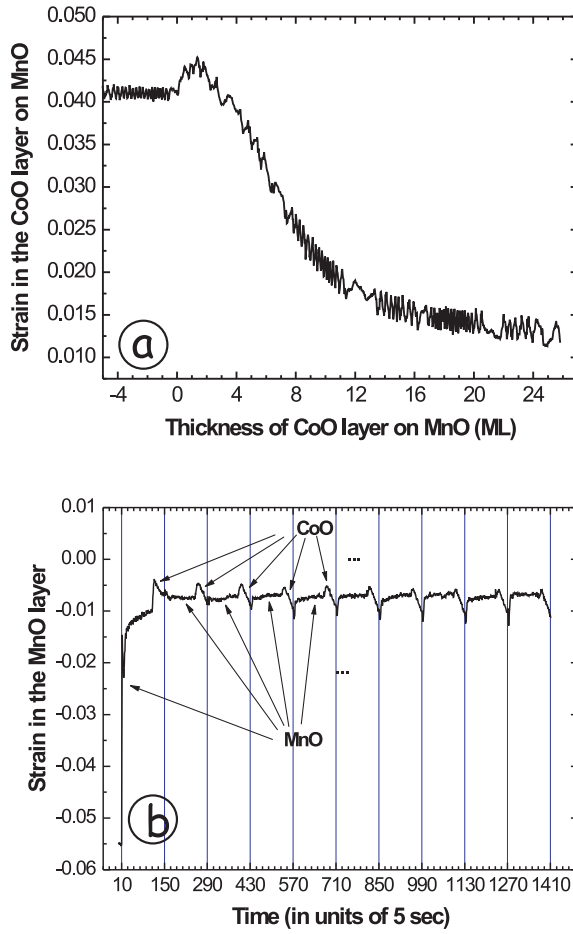 0.050
0.045
0.040
0.035
0.030
0.025
0.020
0.015
0.010
Strain in the CoO layer on MnO
a
-4 0 4 8 12 16 20 24
Thickness of CoO layer on MnO (ML)
0.01
0.00
-0.01
-0.02
-0.03
-0.04
-0.05
-0.06
Strain in the MnO layer
CoO
...
...
MnO
b
10 150 290 430 570 710 850 990 1130 1270 1410
Time (in units of 5 sec)